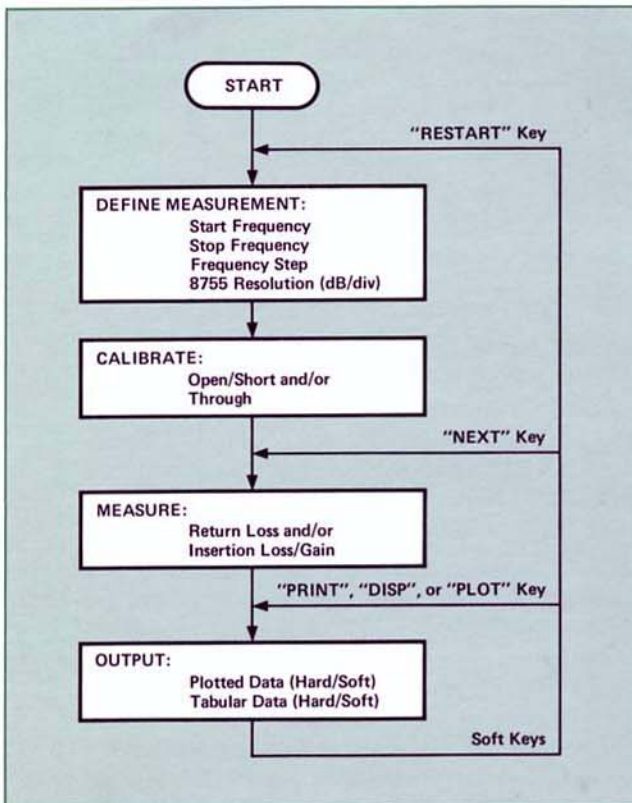 START
"RESTART" Key
DEFINE MEASUREMENT:
Start Frequency
Stop Frequency
Frequency Step
8755 Resolution (dB/div)
CALIBRATE:
Open/Short and/or
Through
"NEXT" Key
MEASURE:
Return Loss and/or
Insertion Loss/Gain
"PRINT", "DISP", or "PLOT" Key
OUTPUT:
Plotted Data (Hard/Soft)
Tabular Data (Hard/Soft)
Soft Keys